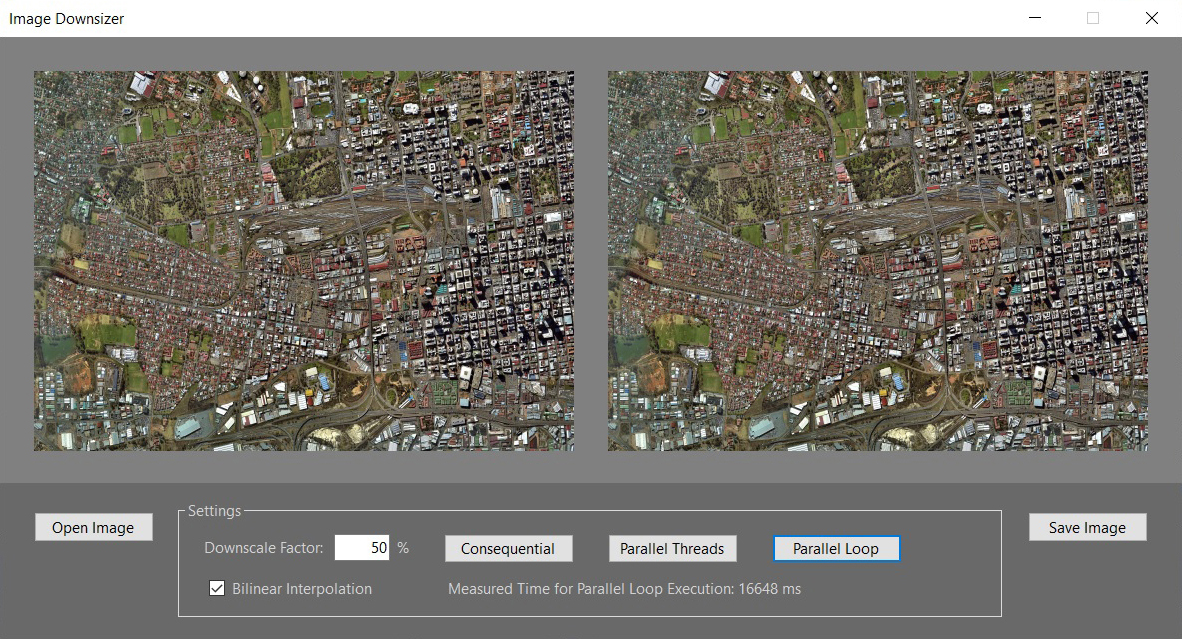 Image Downsizer
Open Image
Settings
Downscale Factor: 50 %
Consequential
Parallel Threads
Parallel Loop
Bilinear Interpolation
Measured Time for Parallel Loop Execution: 16648 ms
Save Image